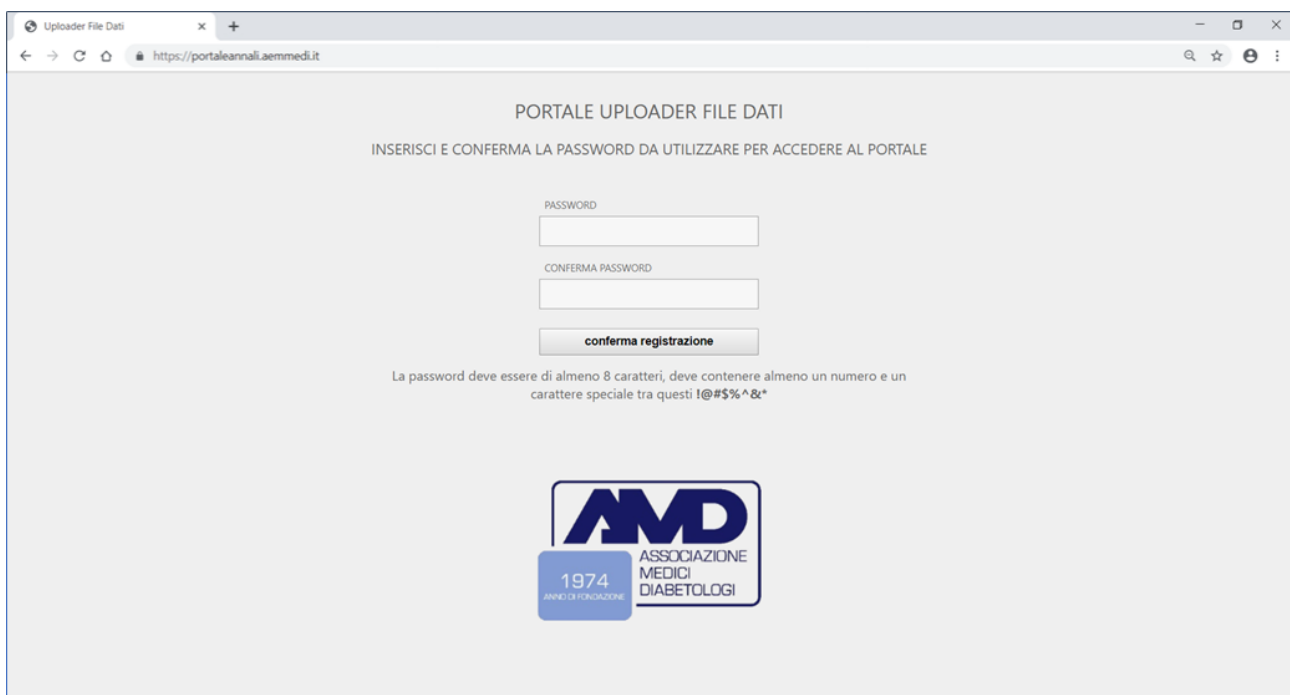 Uploader File Dati
https://portaleannali.aemmedi.it
PORTALE UPLOADER FILE DATI
INSERISCI E CONFERMA LA PASSWORD DA UTILIZZARE PER ACCEDERE AL PORTALE
PASSWORD
CONFERMA PASSWORD
conferma registrazione
La password deve essere di almeno 8 caratteri, deve contenere almeno un numero e un
carattere speciale tra questi !@#$%^&*
AMD
ASSOCIAZIONE
MEDICI
DIABETOLOGI
1974
ANNO DI FONDAZIONE